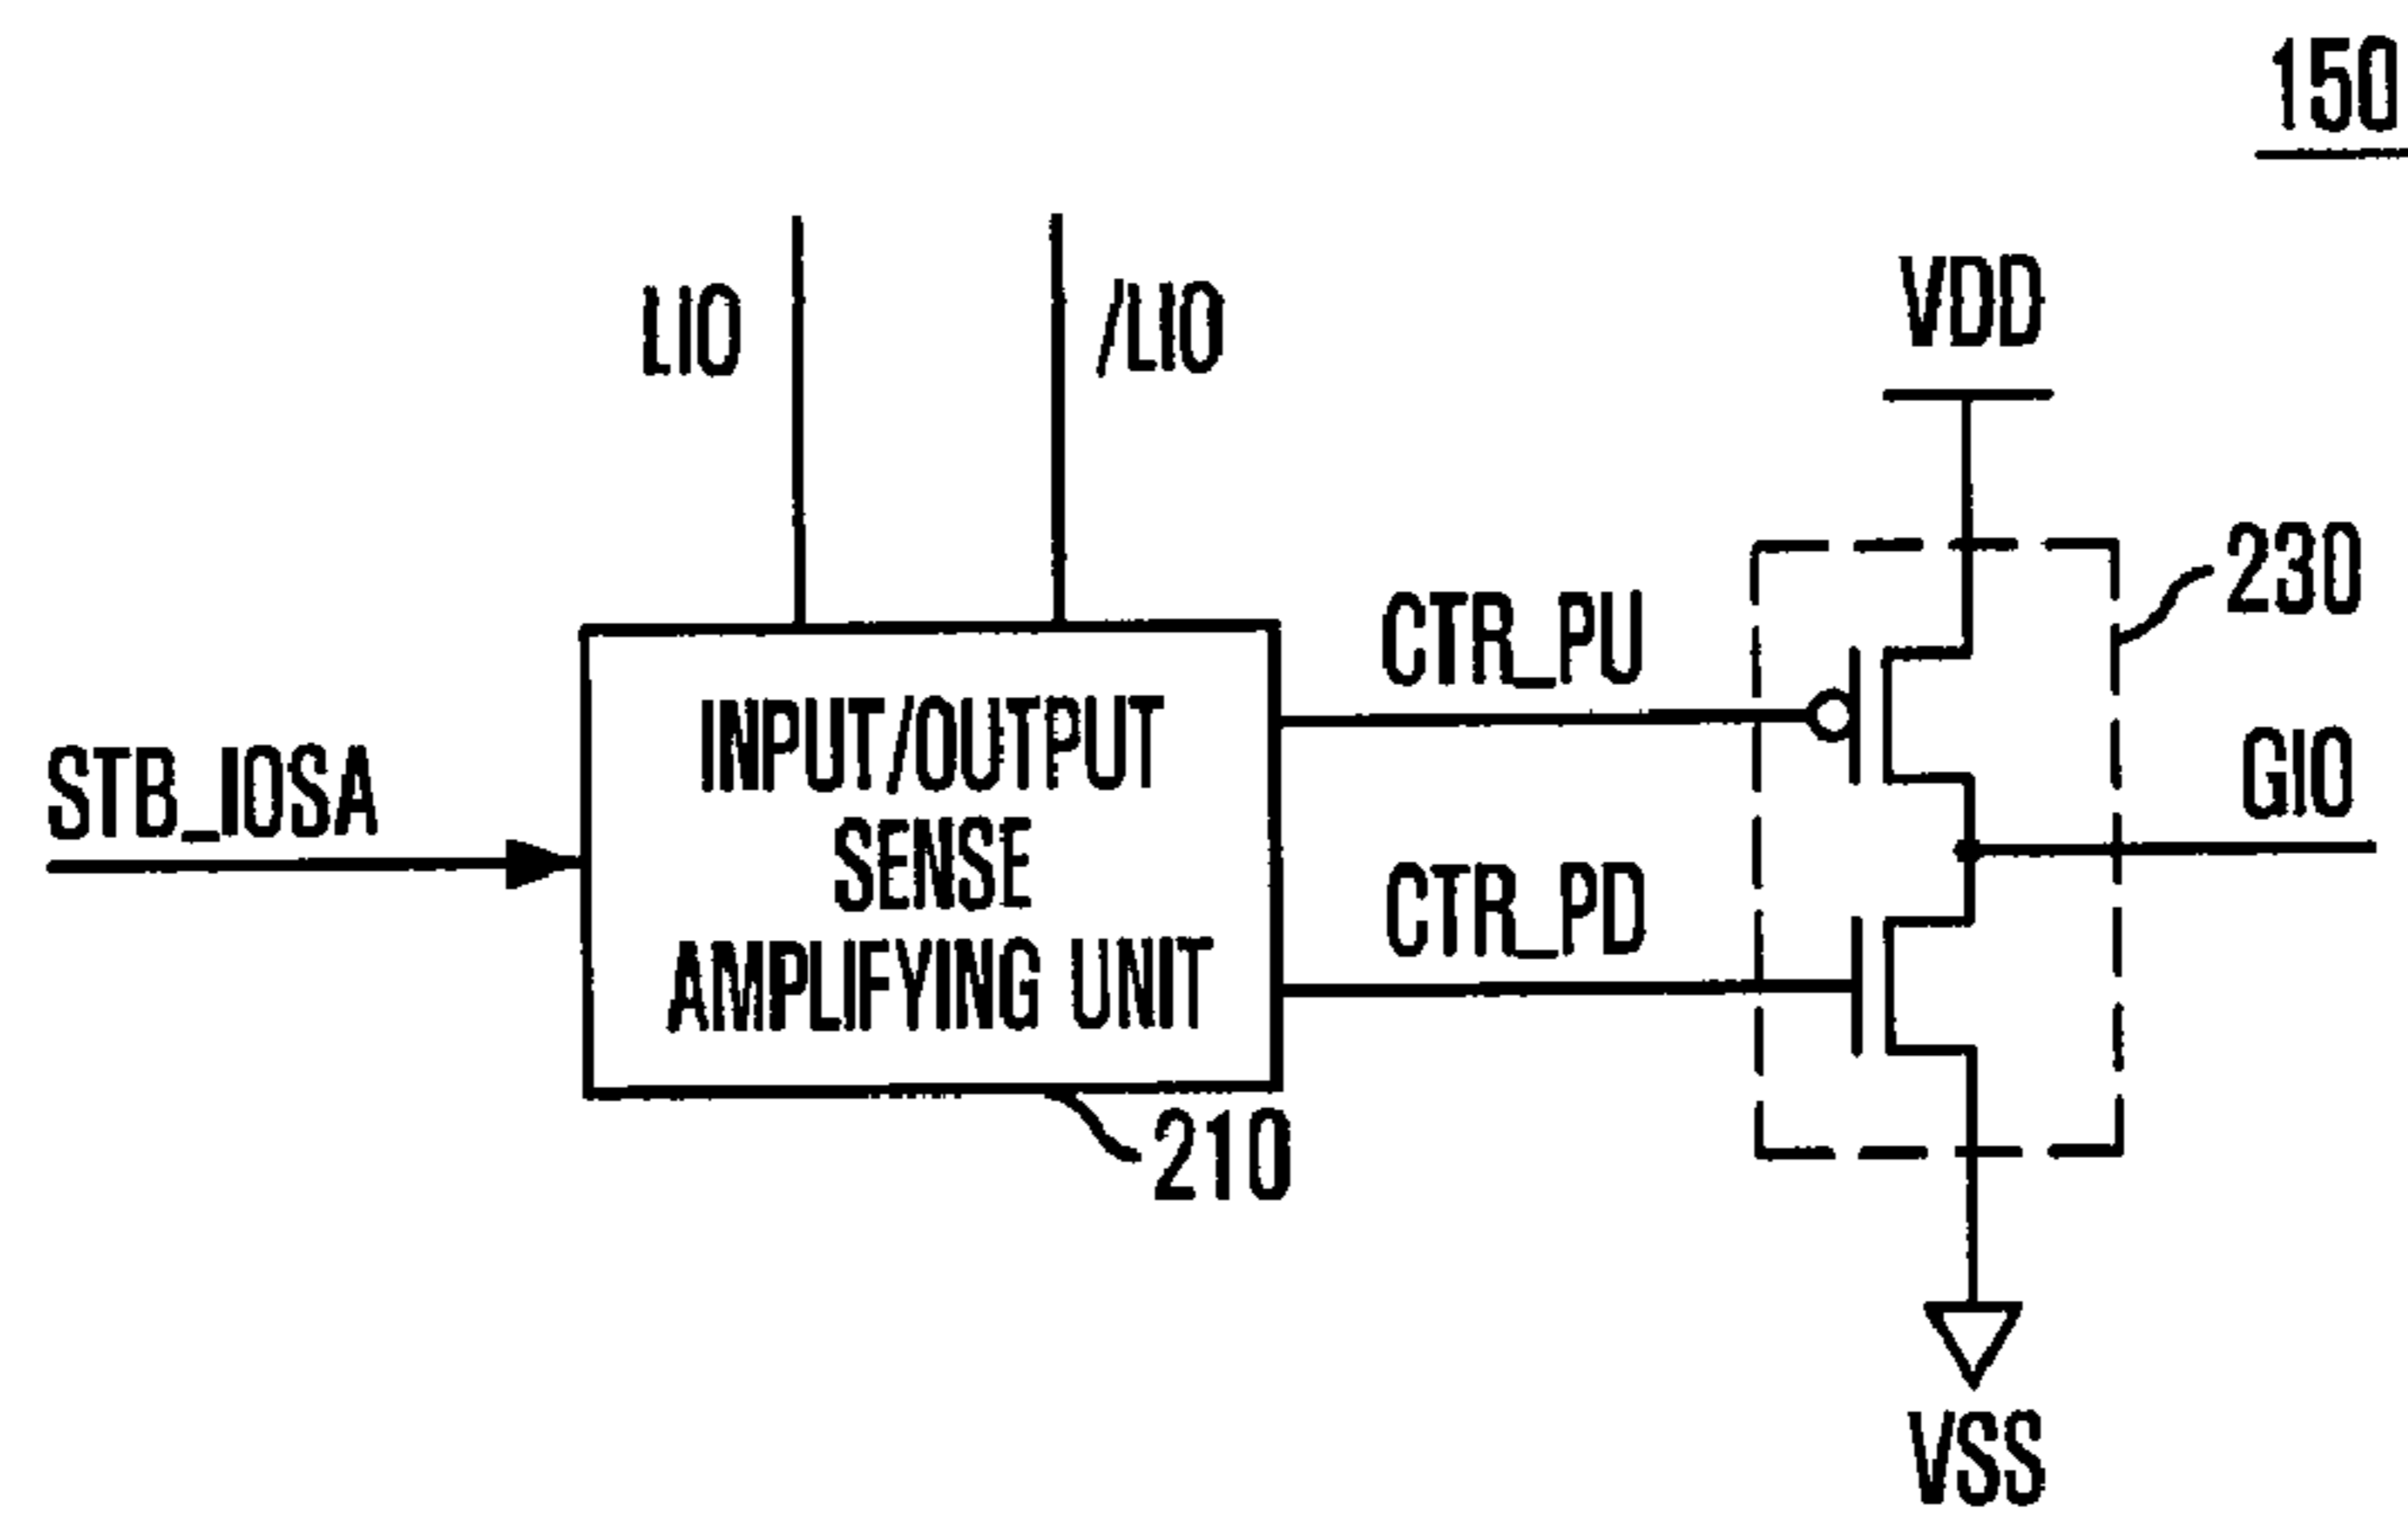 150
LIO
/LIO
VDD
230
CTR_PU
INPUT/OUTPUT
SENSE
AMPLIFYING UNIT
STB_IOSA
GIO
CTR_PD
210
VSS